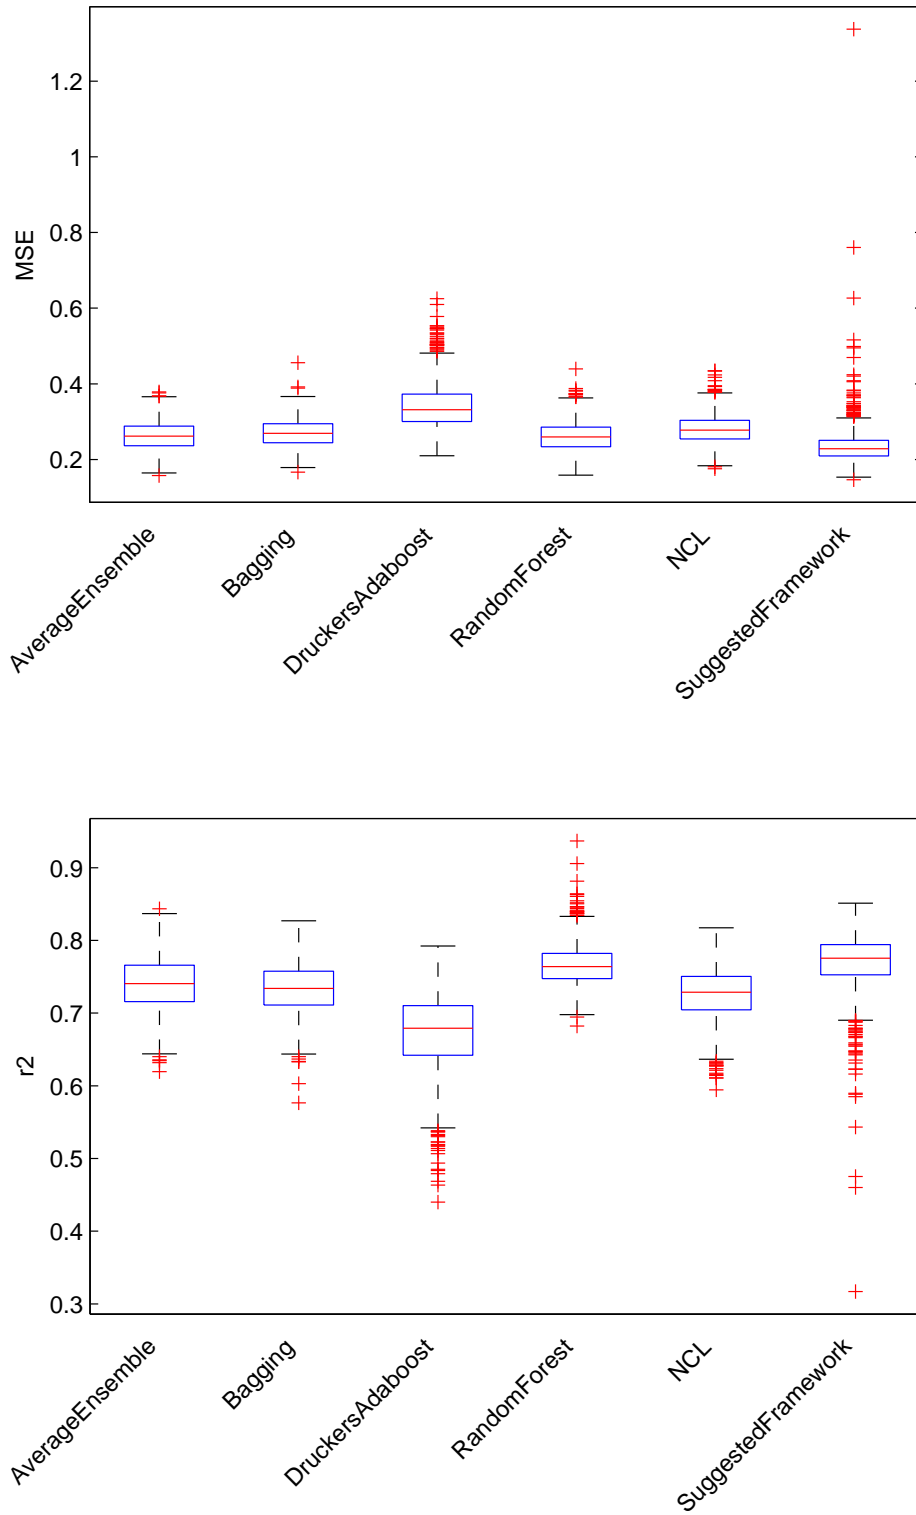 1.2
1
0.8
0.6
0.4
0.2
MSE
AverageEnsemble
Bagging
DruckersAdaboost
RandomForest
NCL
SuggestedFramework
0.9
0.8
0.7
0.6
0.5
0.4
0.3
r2
AverageEnsemble
Bagging
DruckersAdaboost
RandomForest
NCL
SuggestedFramework